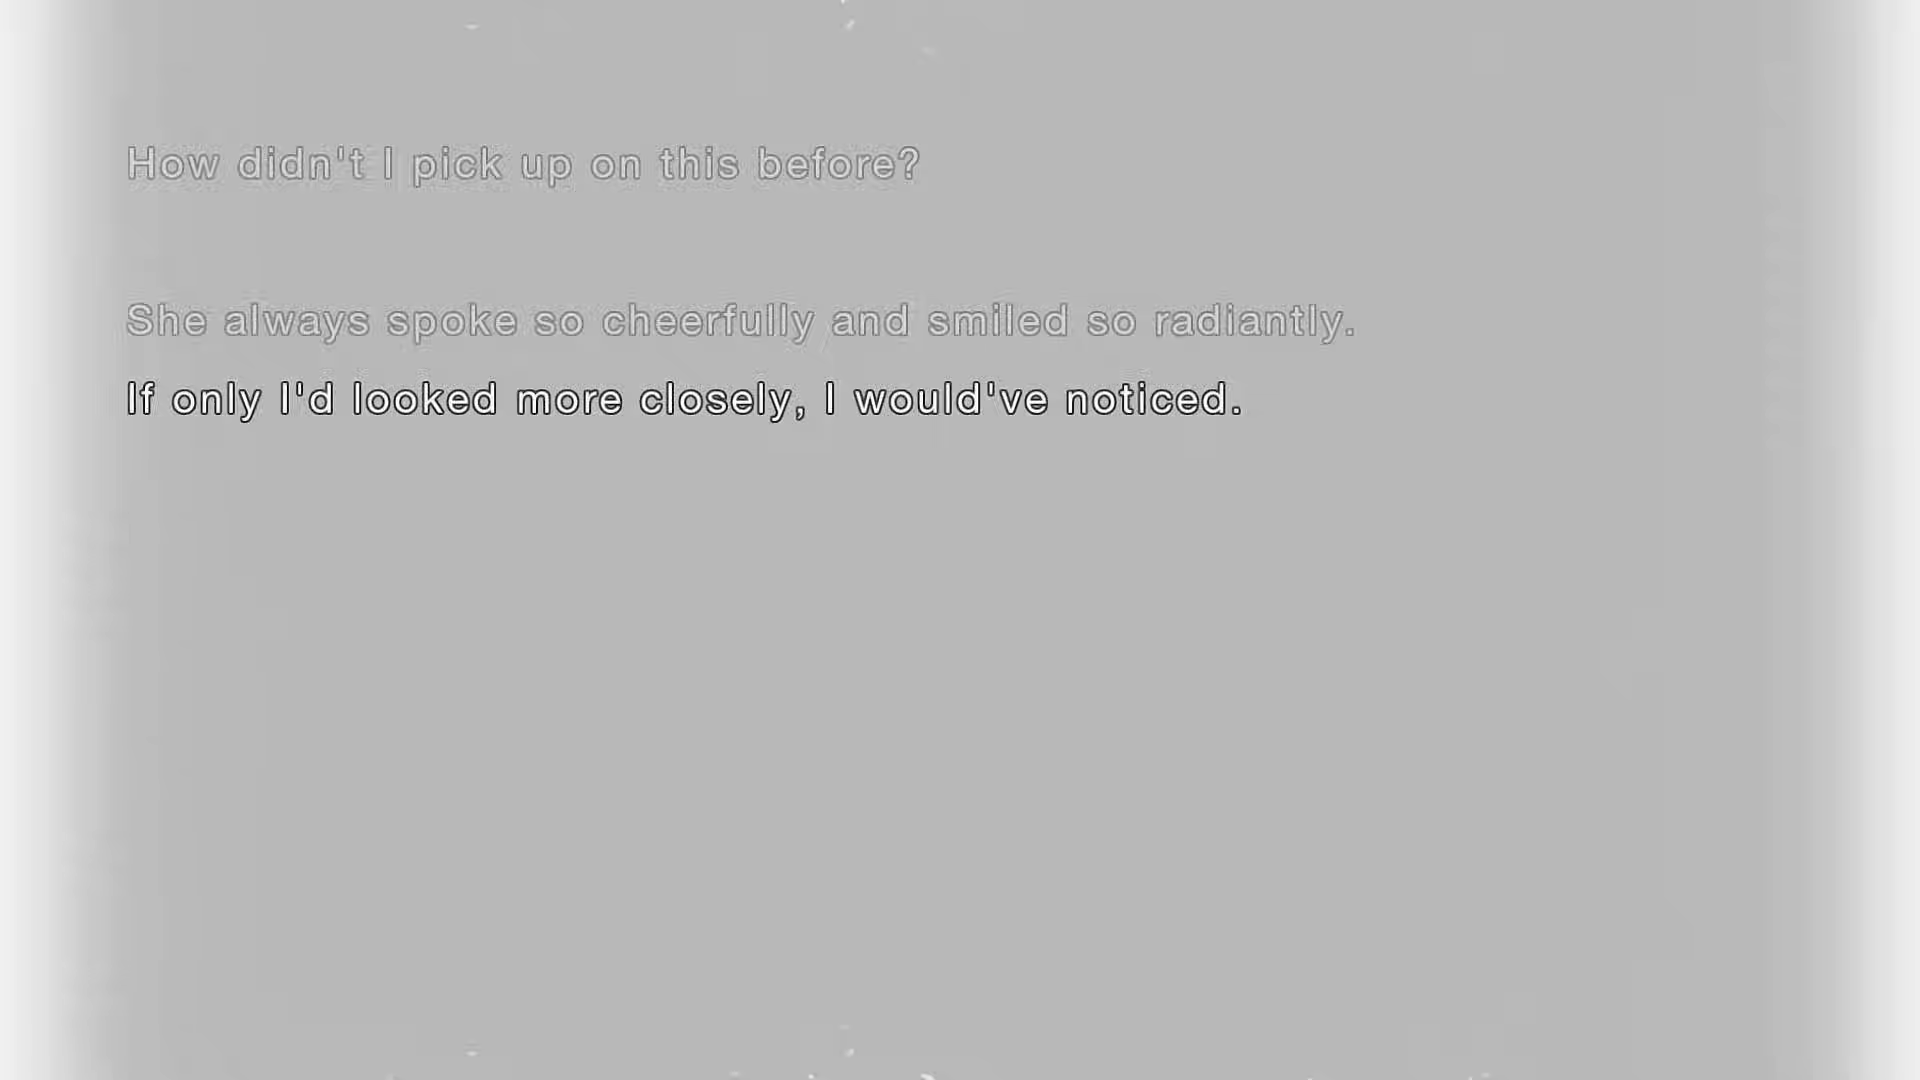 How didn't I pick up on this before?
She always spoke so cheerfully and smiled so radiantly.
If only I'd looked more closely, I would've noticed.